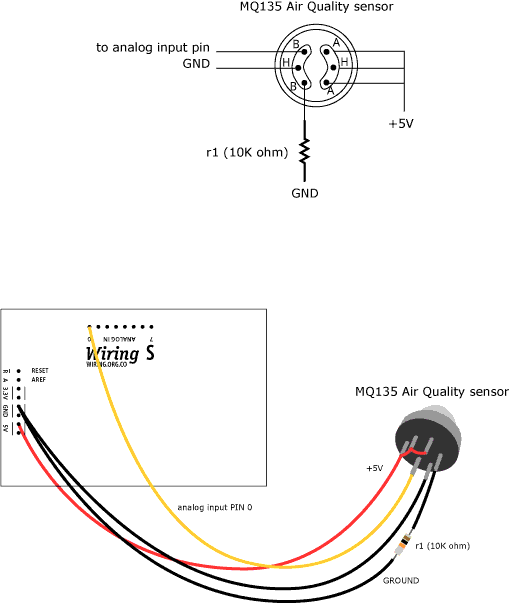 MQ135 Air Quality sensor
to analog input pin
GND
B
A
H
H
B
A
+5V
r1 (10K ohm)
GND
0 ANALOG IN 7
Wiring S
WIRING.ORG.CO
R
RESET
A
AREF
3.3V
GND
5V
MQ135 Air Quality sensor
+5V
analog input PIN 0
r1 (10K ohm)
GROUND